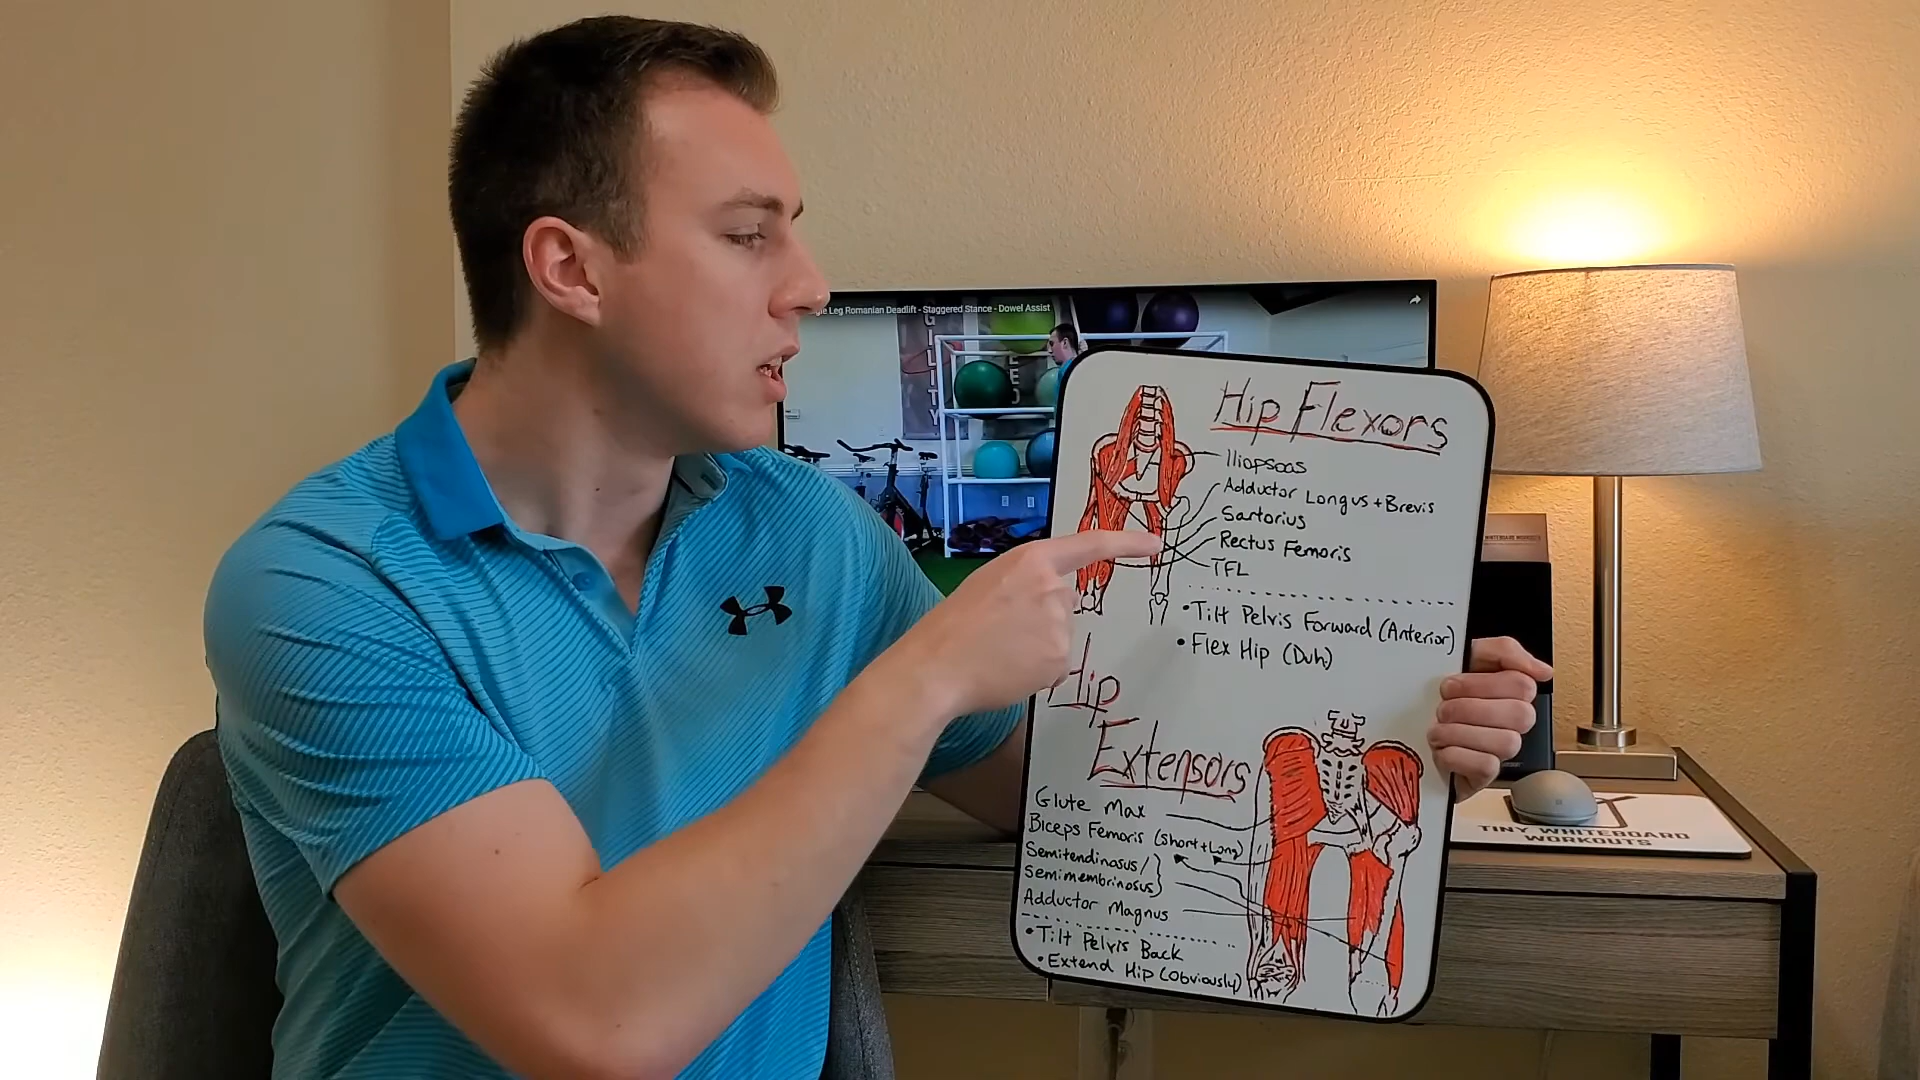 Leg Romanian Deadlift - Staggered Stance - Dowel Assist
GILITY
Hip Flexors
Iliopsoas
Adductor Longus + Brevis
Sartorius
Rectus Femoris
TFL
• Tilt Pelvis Forward (Anterior)
• Flex Hip (Duh.)
Hip
Extensors
Glute Max
Biceps Femoris (Short + Long)
Semitendinosus/
Semimembrinosus
Adductor Magnus
• Tilt Pelvis Back
• Extend Hip (Obviously)
TINY WHITEBOARD
WORKOUTS